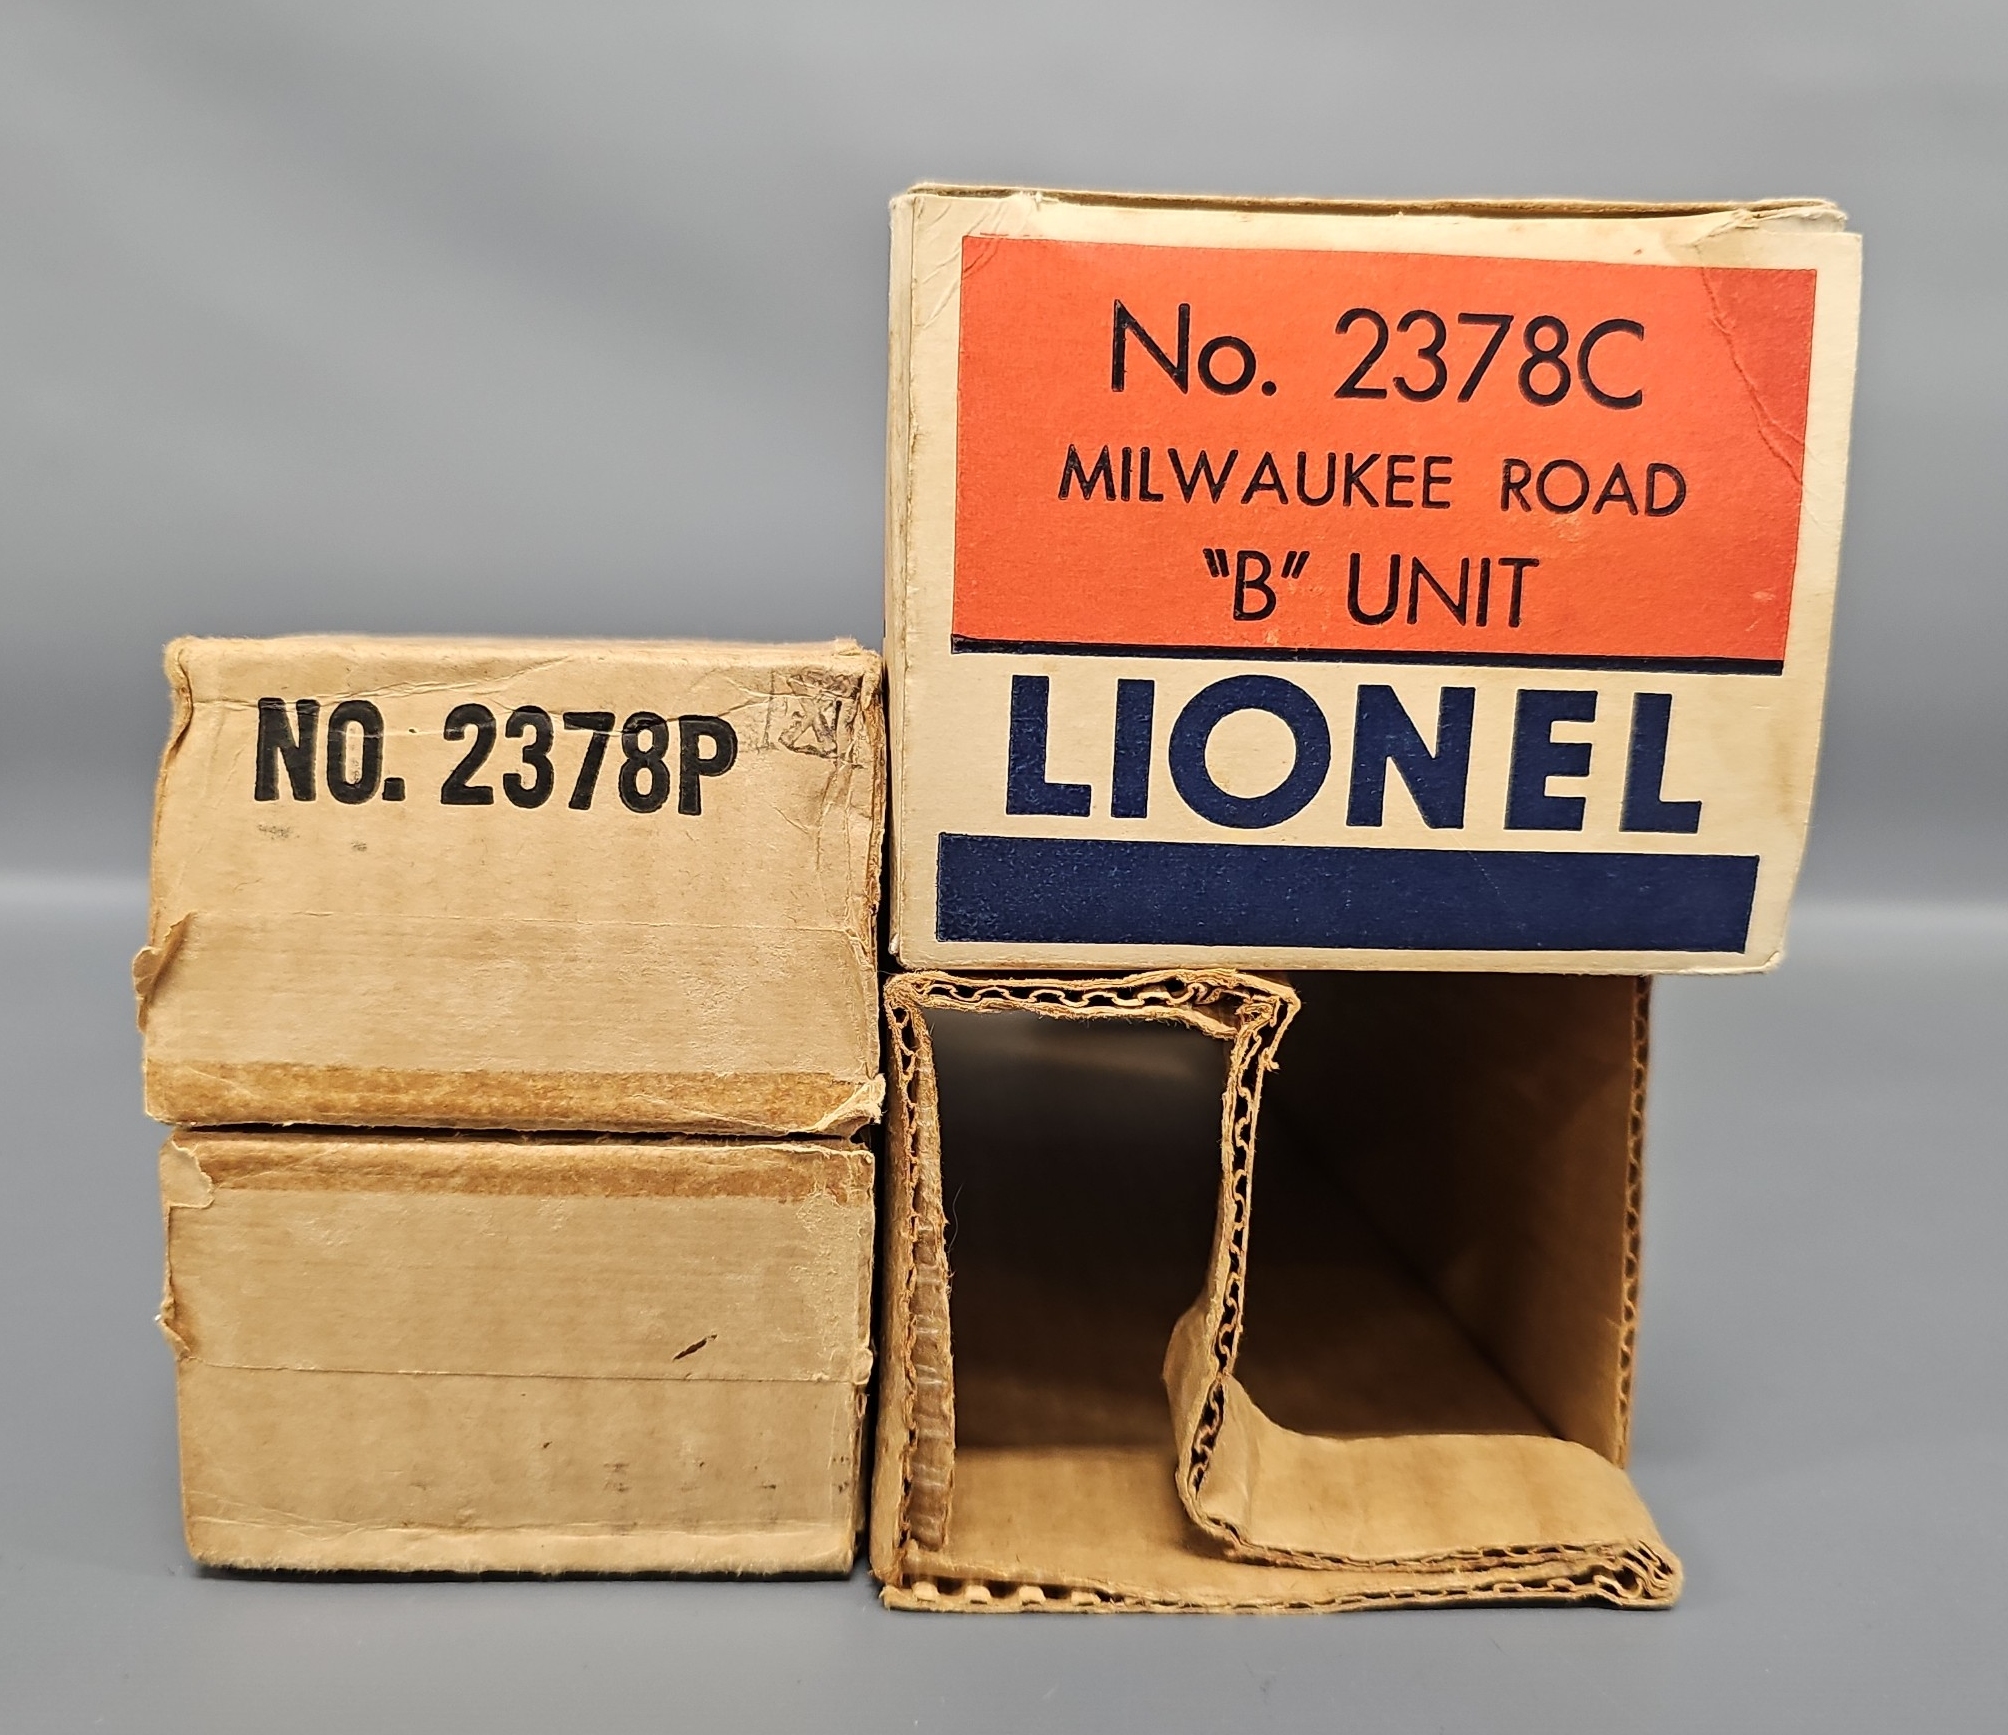 NO. 2378P
No. 2378C
MILWAUKEE ROAD
"B" UNIT
LIONEL